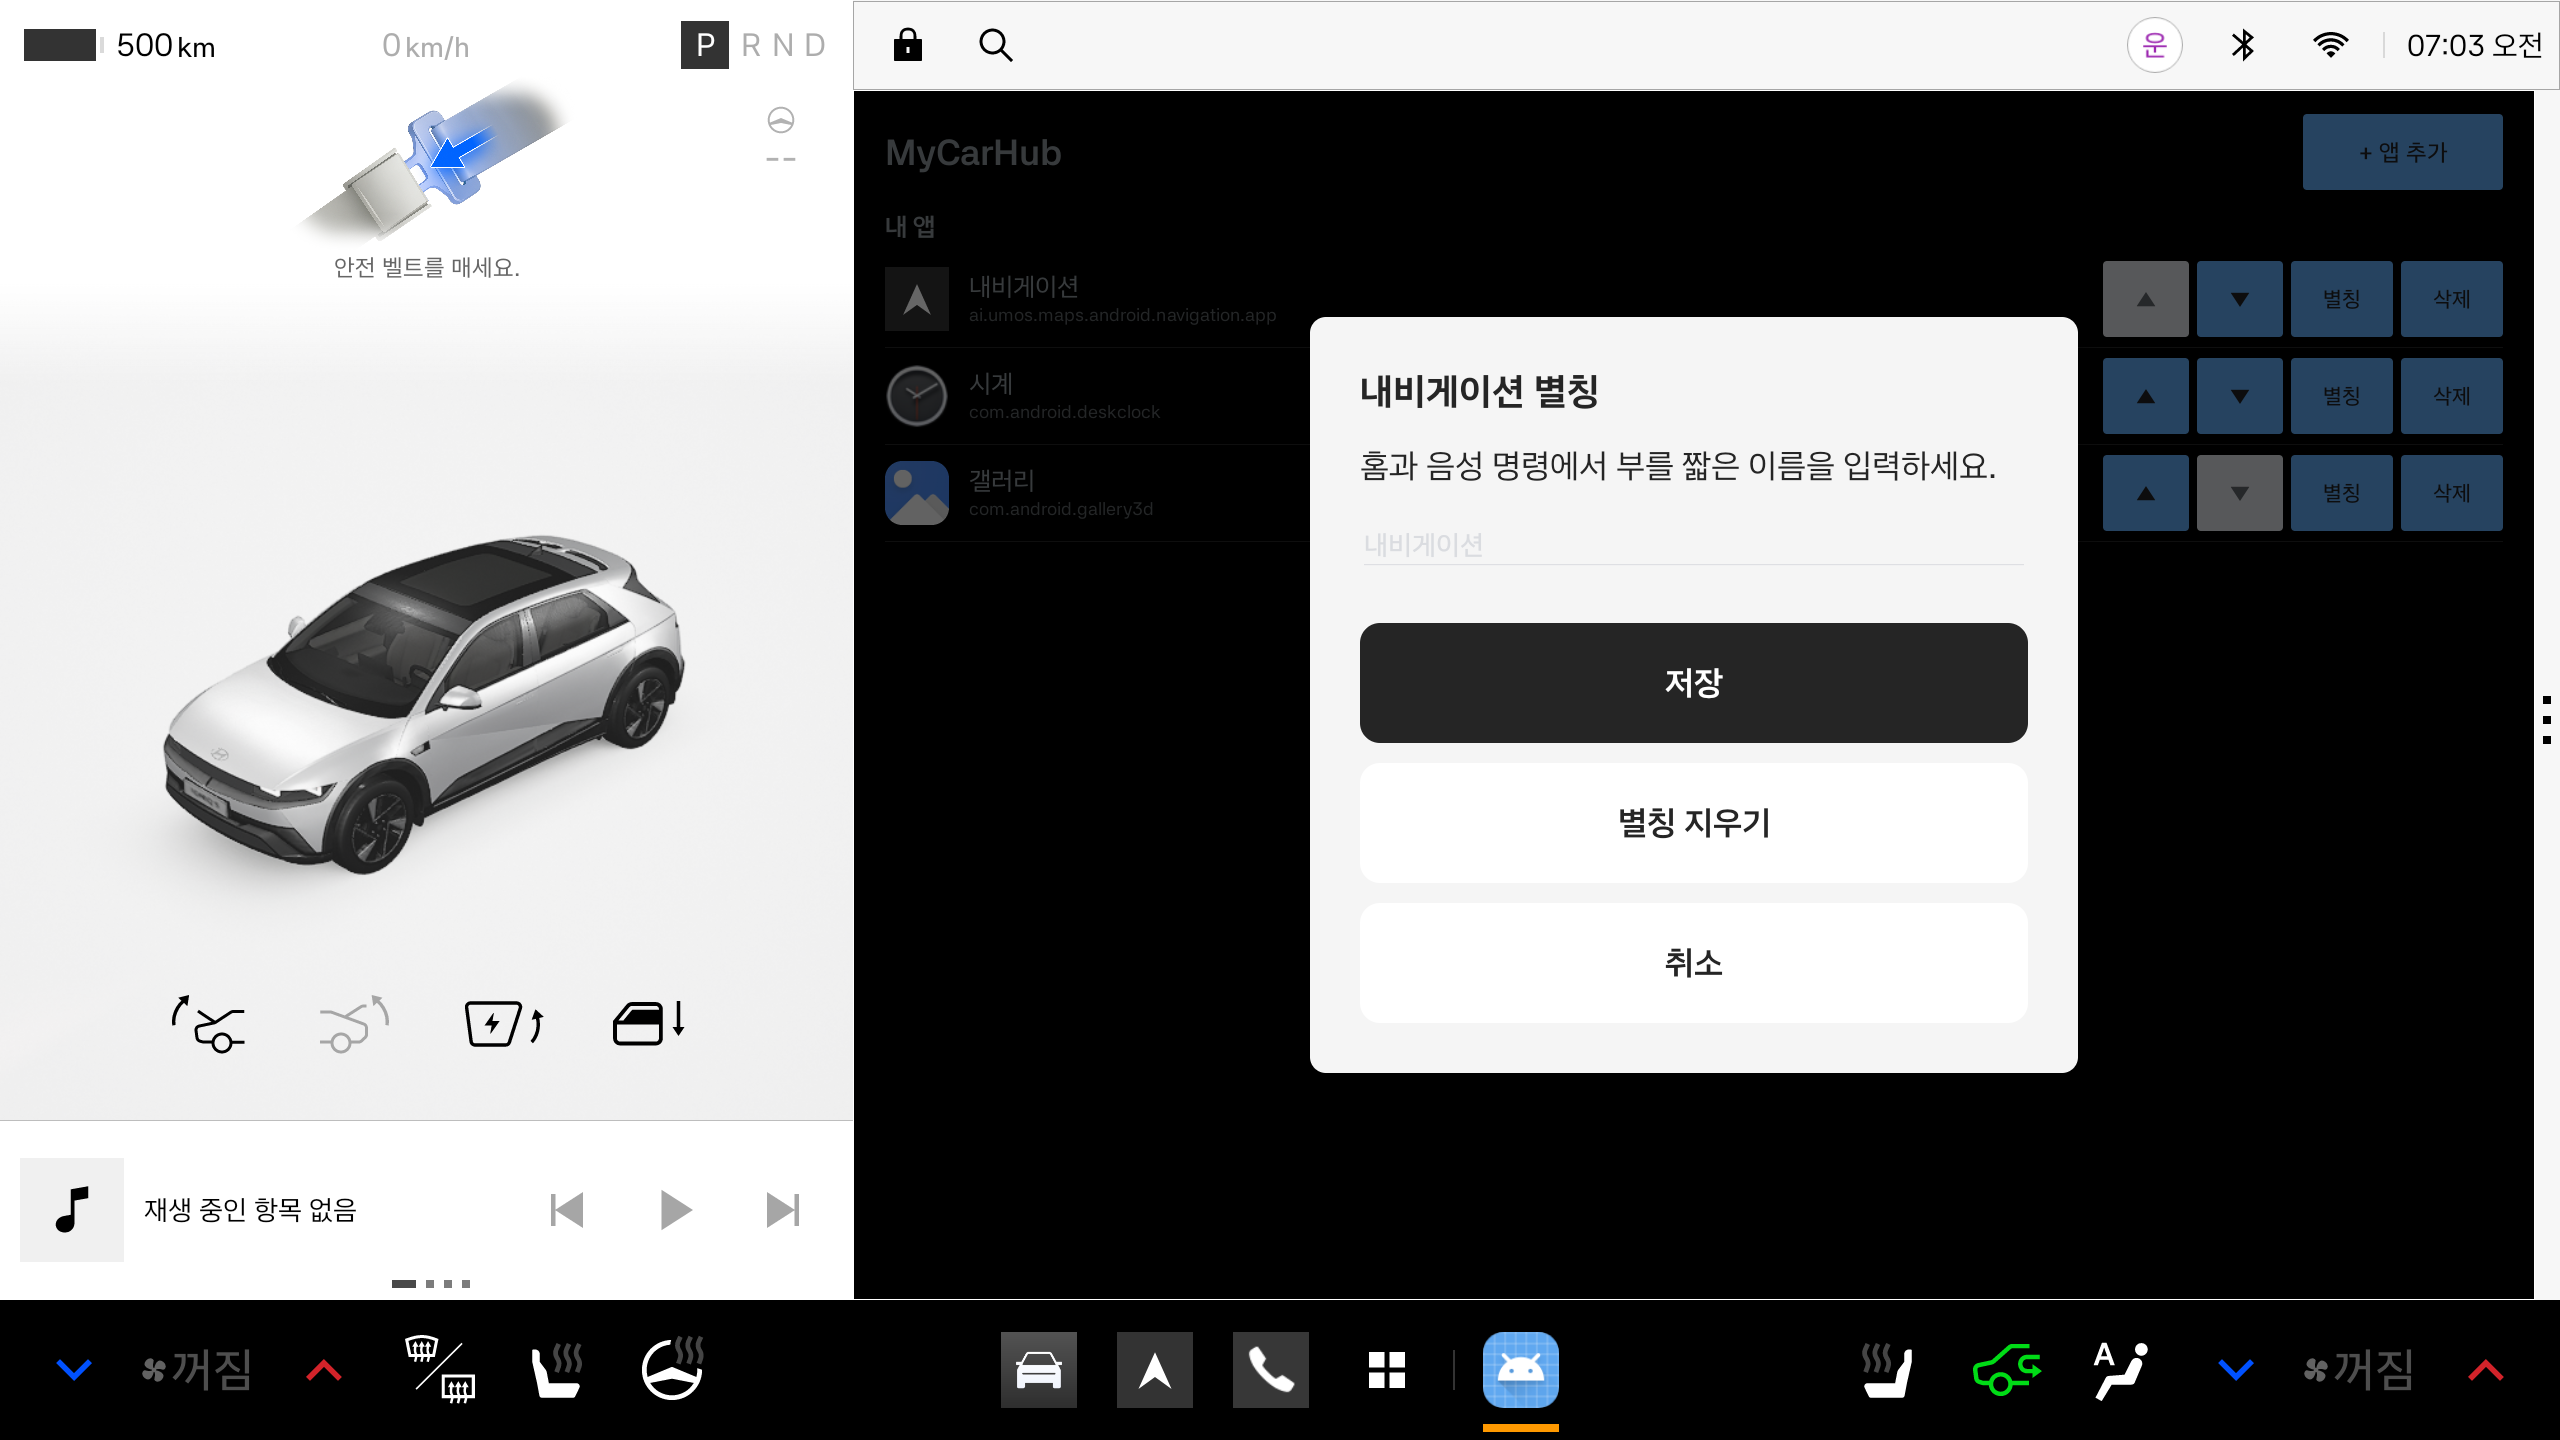 500 km
0 km/h
P R N D
안전 벨트를 매세요.
운
07:03 오전
MyCarHub
+ 앱 추가
내 앱
내비게이션
ai.umos.maps.android.navigation.app
▲ ▼ 별칭 삭제
시계
com.android.deskclock
▲ ▼ 별칭 삭제
갤러리
com.android.gallery3d
▲ ▼ 별칭 삭제
내비게이션 별칭
홈과 음성 명령에서 부를 짧은 이름을 입력하세요.
내비게이션
저장
별칭 지우기
취소
재생 중인 항목 없음
꺼짐
A
꺼짐